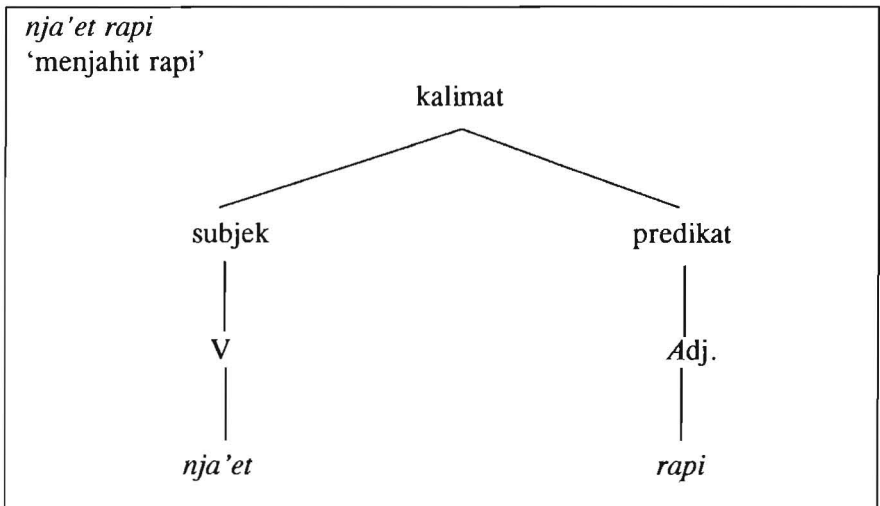 nja'et rapi
'menjahit rapi'
kalimat
subjek predikat
V Adj.
nja'et rapi